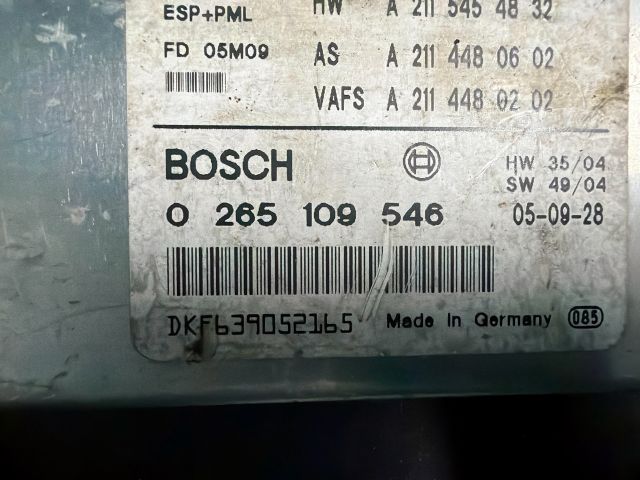 ESP+PML HW A 211 545 48 32
FD 05M09 AS A 211 448 06 02
VAFS A 211 448 02 02
BOSCH HW 35/04
SW 49/04
0 265 109 546 05-09-28
DKF639052165 Made in Germany 085